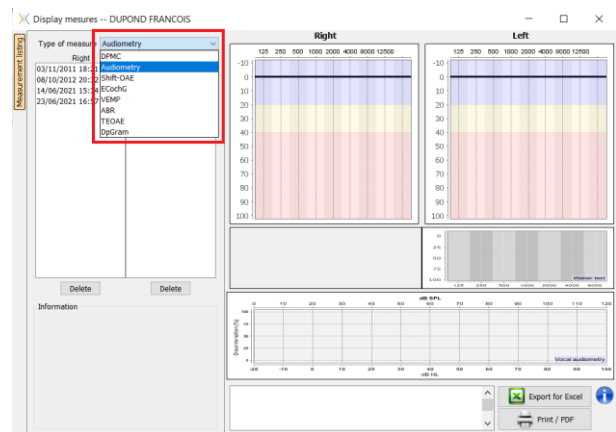 Display mesures -- DUPOND FRANCOIS
Measurement listing
Type of measure Audiometry
Right
03/11/2011 18:21
08/10/2012 20:
14/06/2021 15:
23/06/2021 16:
DPMC
Audiometry
Shift-OAE
ECochG
VEMP
ABR
TEOAE
DpGram
Delete Delete
Information
Right
125 250 500 1000 2000 4000 8000 12500
-10
0
10
20
30
40
50
60
70
80
90
100
Left
125 250 500 1000 2000 4000 8000 12500
-10
0
10
20
30
40
50
60
70
80
90
100
0
25
50
75
100
Weber test
125 250 500 1000 2000 4000 8000
dB SPL
0 10 20 30 40 50 60 70 80 90 100 110 120
Discrimination (%)
100
75
50
25
0
Vocal audiometry
-20 -10 0 10 20 30 40 50 60 70 80 90 100
dB HL
Export for Excel
Print / PDF